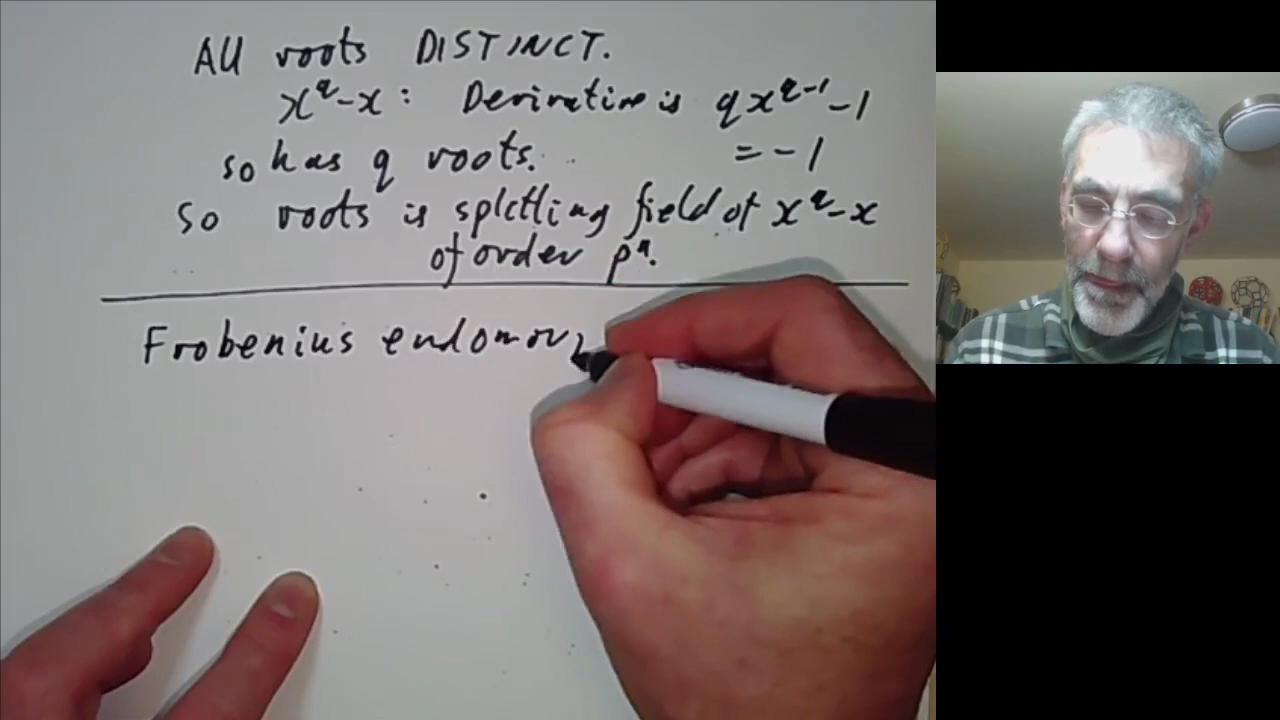 All roots DISTINCT.
x^q - x : Derivative is qx^{q-1} - 1
so has q roots. = -1
So roots is splitting field of x^q - x
of order p^n.
Frobenius endomor